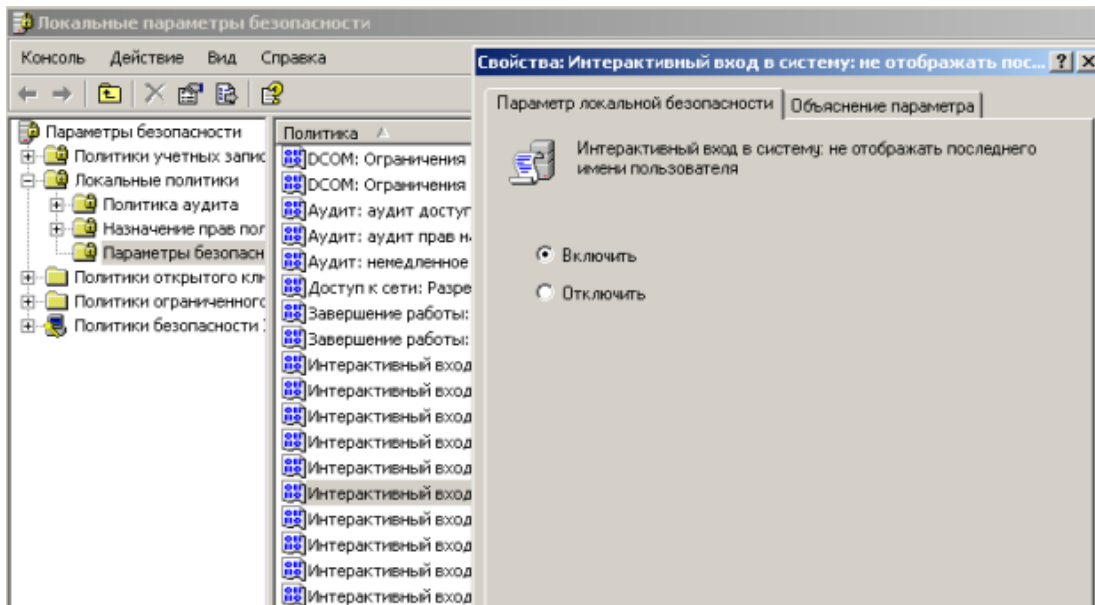 Локальные параметры безопасности
Консоль Действие Вид Справка
Параметры безопасности
Политики учетных запис
Локальные политики
Политика аудита
Назначение прав пол
Параметры безопасн
Политики открытого клю
Политики ограниченного
Политики безопасности
Политика
DCOM: Ограничения
DCOM: Ограничения
Аудит: аудит доступ
Аудит: аудит прав н
Аудит: немедленное
Доступ к сети: Разре
Завершение работы:
Завершение работы:
Интерактивный вход
Интерактивный вход
Интерактивный вход
Интерактивный вход
Интерактивный вход
Интерактивный вход
Интерактивный вход
Интерактивный вход
Интерактивный вход
Интерактивный вход
Свойства: Интерактивный вход в систему: не отображать пос...
Параметр локальной безопасности Объяснение параметра
Интерактивный вход в систему: не отображать последнего
имени пользователя
Включить
Отключить